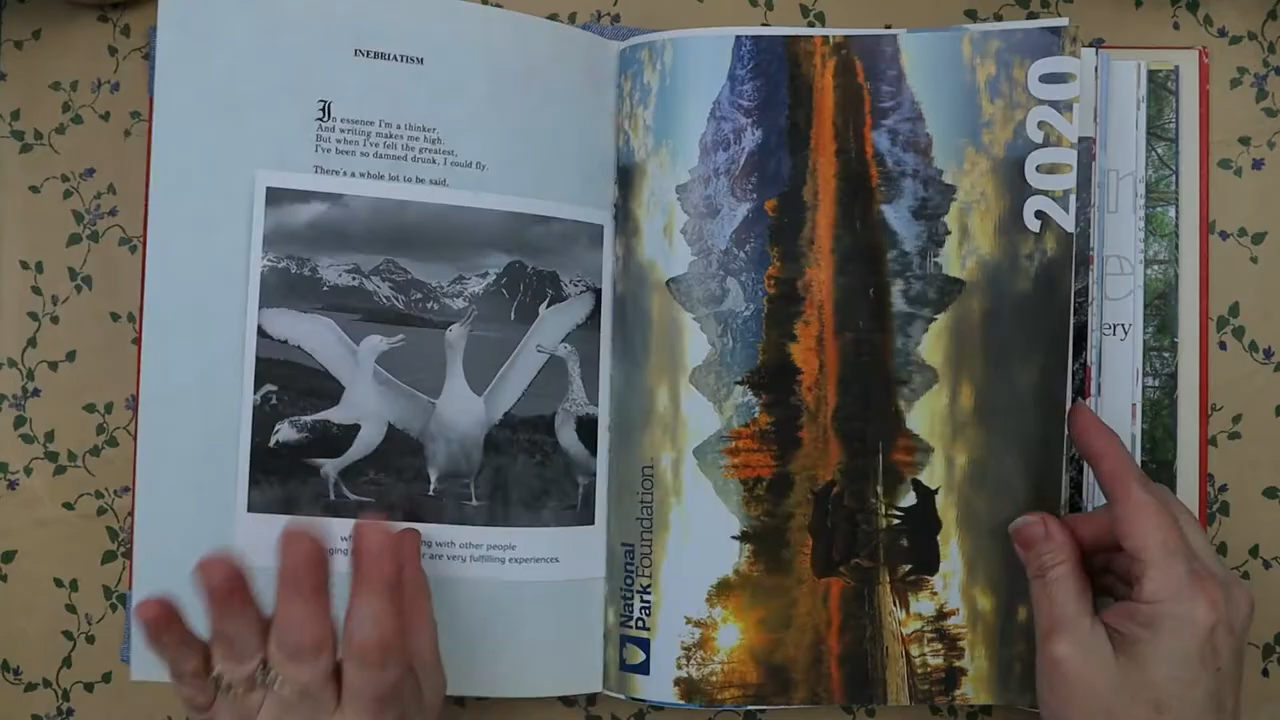 INEBRIATISM
In essence I'm a thinker,
And writing makes me high.
But when I've felt the greatest,
I've been so damned drunk, I could fly.
There's a whole lot to be said,
with other people
are very fulfilling experiences.
National
Park Foundation
2020
ery